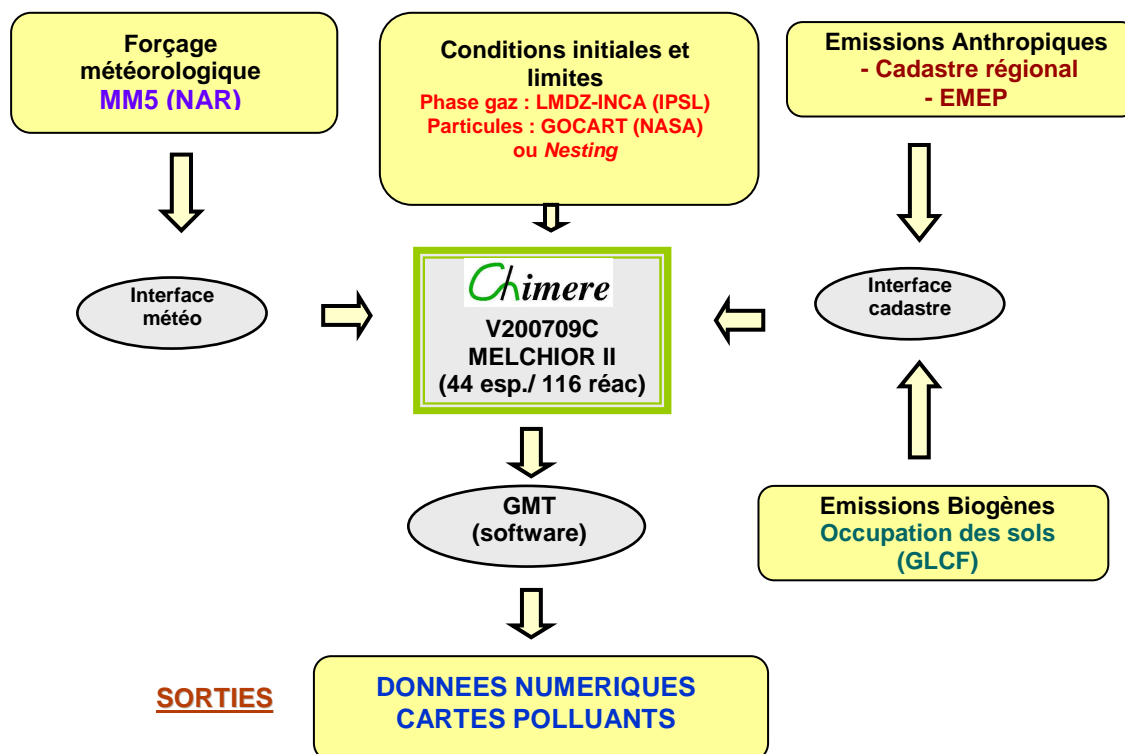 Forçage
météorologique
MM5 (NAR)
Conditions initiales et
limites
Phase gaz : LMDZ-INCA (IPSL)
Particules : GOCART (NASA)
ou Nesting
Emissions Anthropiques
- Cadastre régional
- EMEP
Interface
météo
Chimere
V200709C
MELCHIOR II
(44 esp./ 116 réac)
Interface
cadastre
GMT
(software)
Emissions Biogènes
Occupation des sols
(GLCF)
SORTIES
DONNEES NUMERIQUES
CARTES POLLUANTS